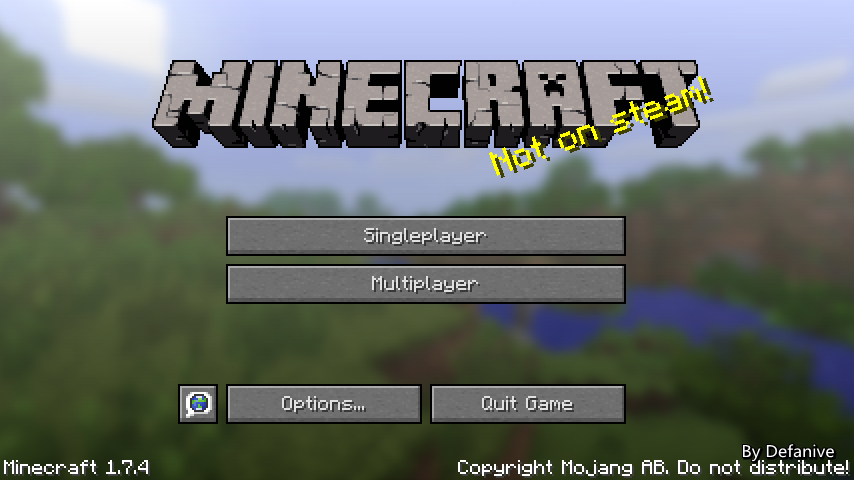 MINECRAFT
Not on steam!
Singleplayer
Multiplayer
Options...
Quit Game
By Defanive
Minecraft 1.7.4
Copyright Mojang AB. Do not distribute!